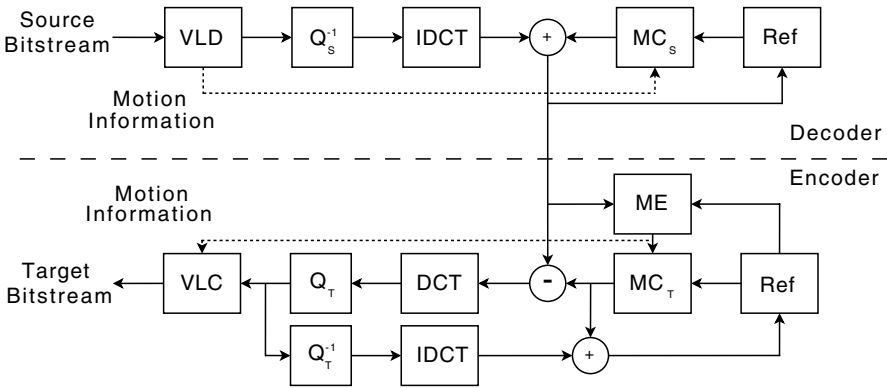 Source
Bitstream
VLD
Q_S^-1
IDCT
+
MC_S
Ref
Motion
Information
Decoder
Encoder
Motion
Information
ME
Target
Bitstream
VLC
Q_T
DCT
-
MC_T
Ref
Q_T^-1
IDCT
+